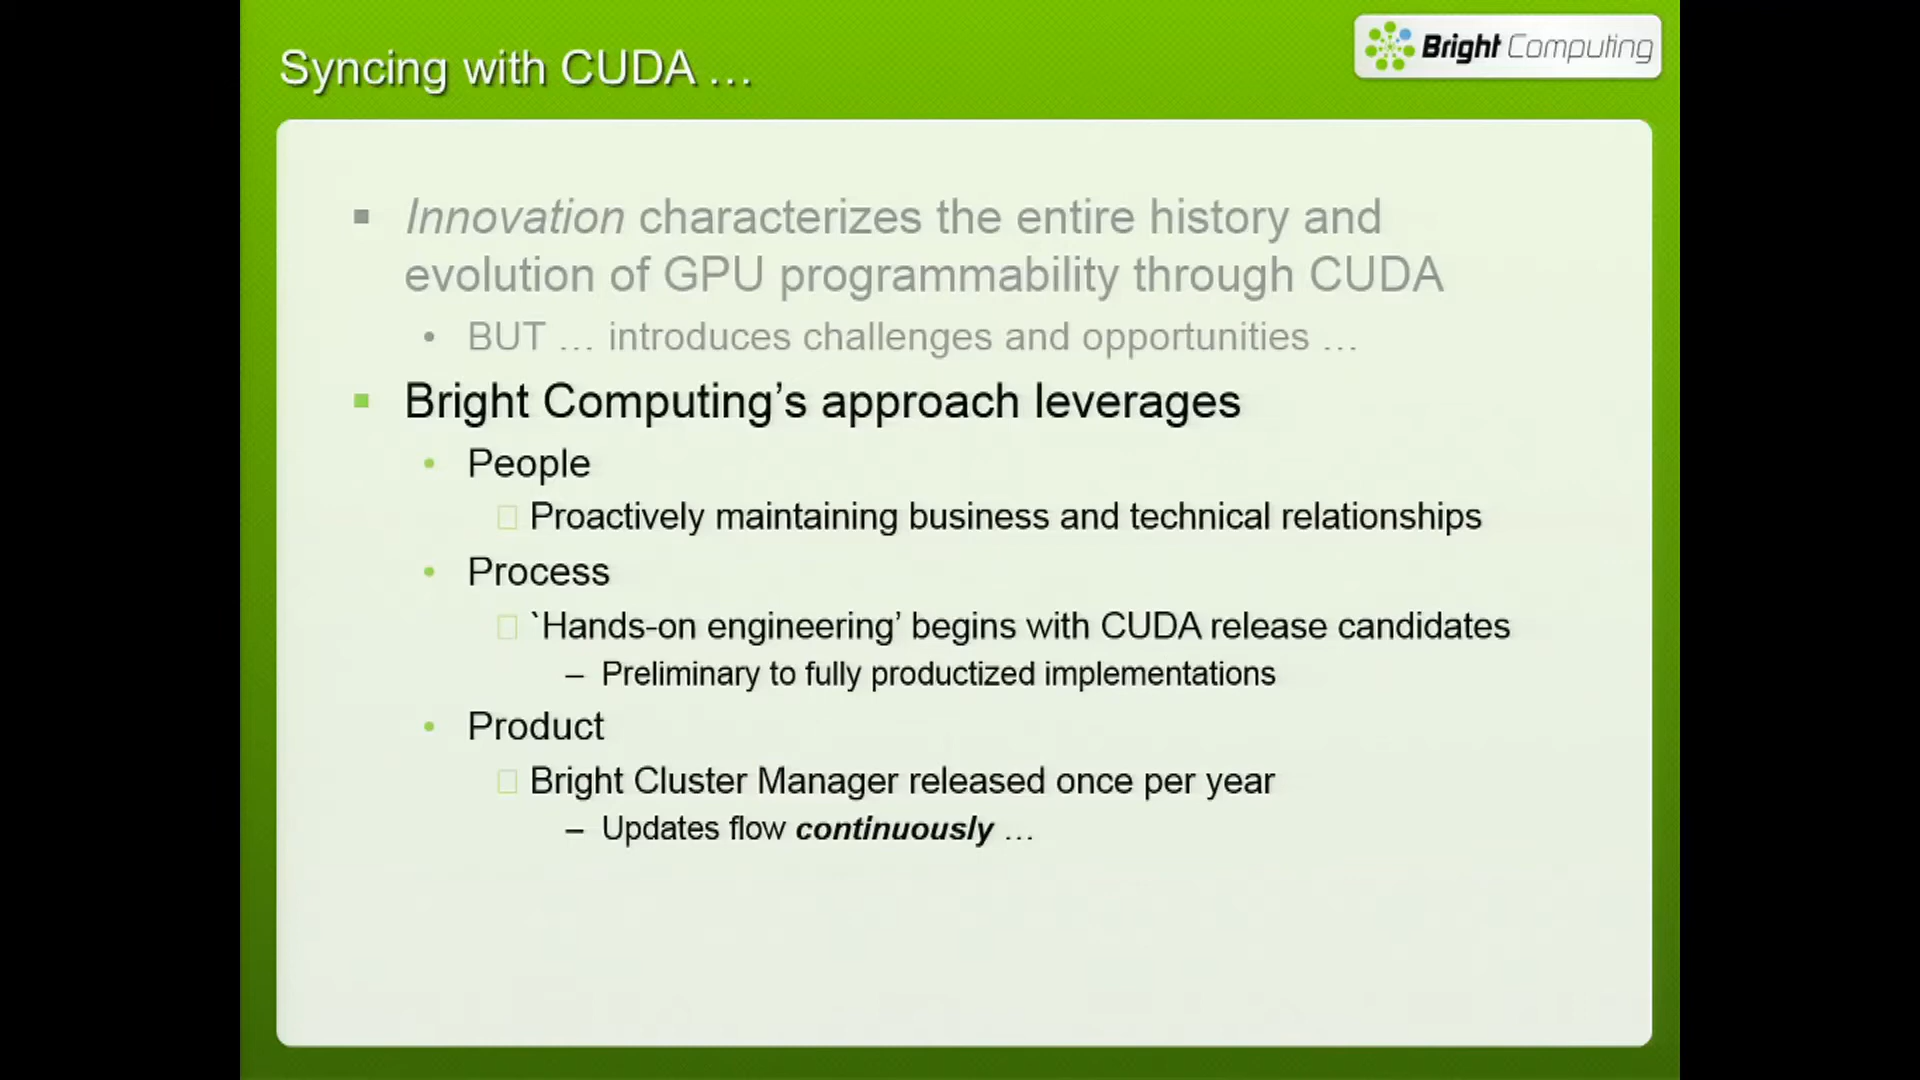 Syncing with CUDA …
Bright Computing
▪ Innovation characterizes the entire history and
evolution of GPU programmability through CUDA
• BUT … introduces challenges and opportunities …
▪ Bright Computing’s approach leverages
• People
Proactively maintaining business and technical relationships
• Process
`Hands-on engineering’ begins with CUDA release candidates
– Preliminary to fully productized implementations
• Product
Bright Cluster Manager released once per year
– Updates flow continuously …